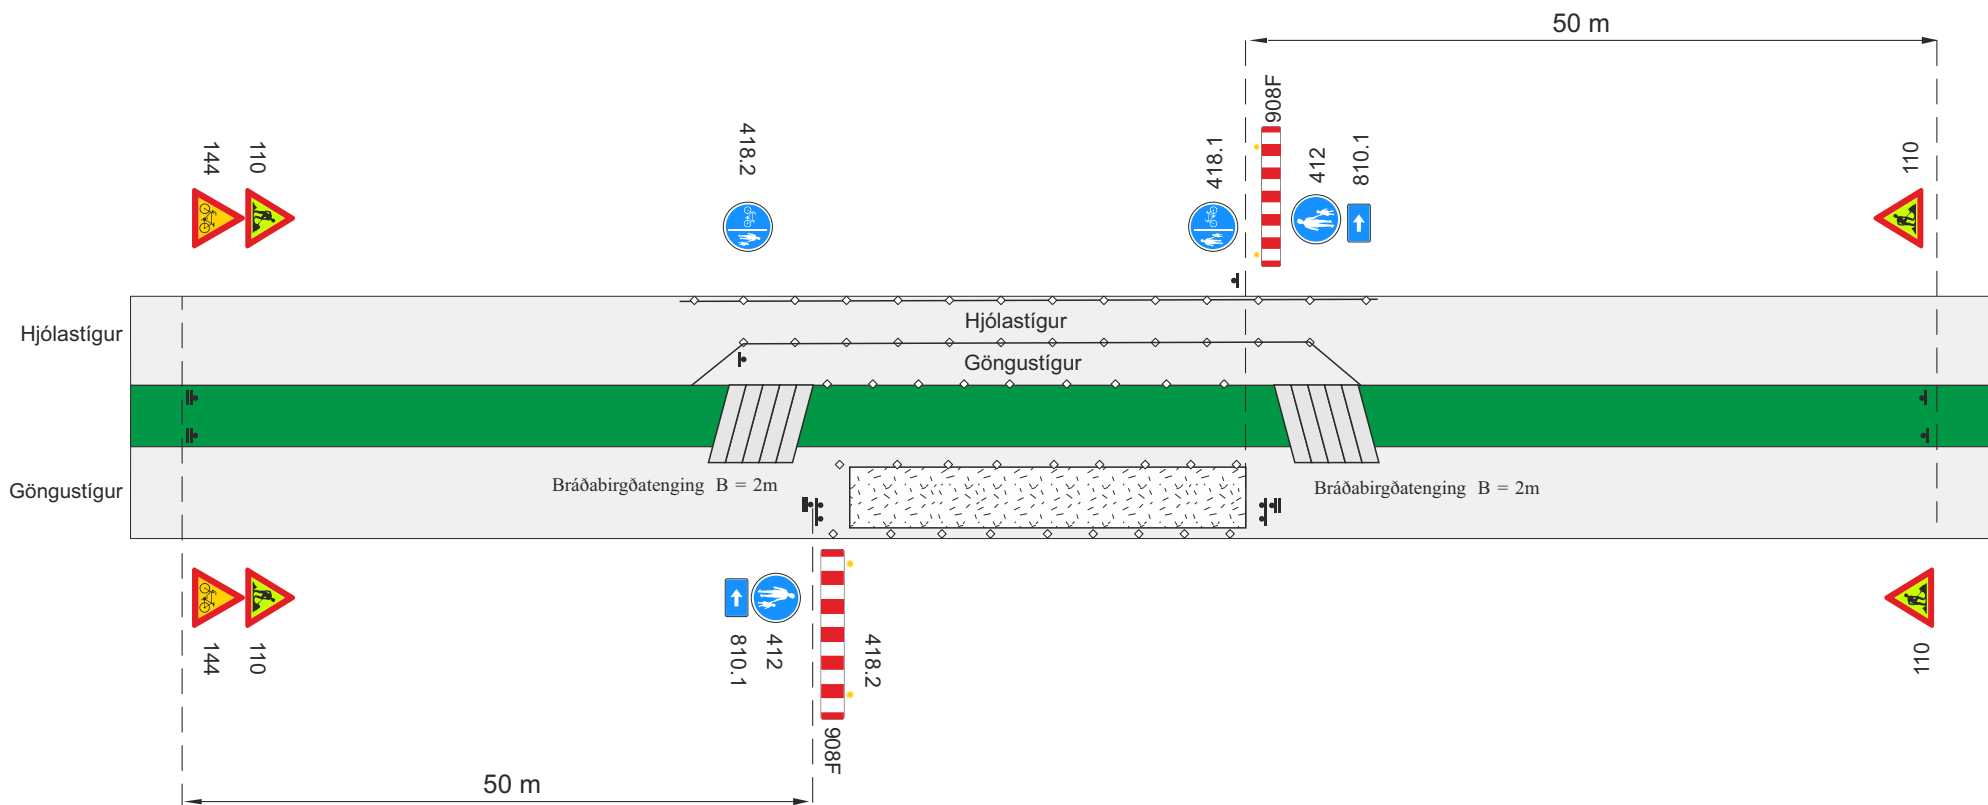 50 m
144
110
418.2
418.1
908F
412
810.1
110
Hjólastígur
Hjólastígur
Göngustígur
Göngustígur
Bráðabirgðatenging B = 2m
Bráðabirgðatenging B = 2m
144
110
810.1
412
418.2
908F
110
50 m